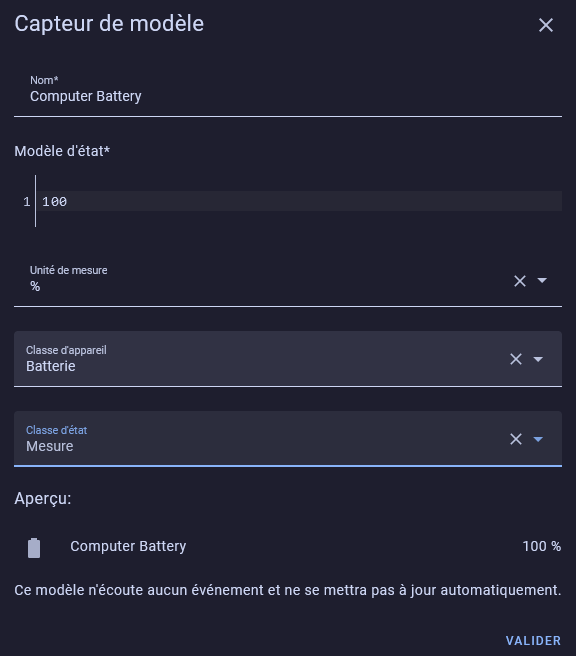 Capteur de modèle
Nom*
Computer Battery
Modèle d'état*
1 100
Unité de mesure
%
Classe d'appareil
Batterie
Classe d'état
Mesure
Aperçu:
Computer Battery 100 %
Ce modèle n'écoute aucun événement et ne se mettra pas à jour automatiquement.
VALIDER